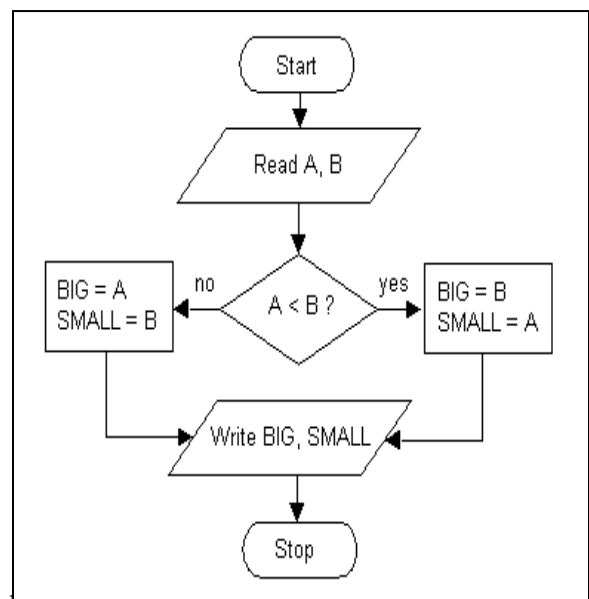 Start
Read A, B
A < B ?
no
yes
BIG = A
SMALL = B
BIG = B
SMALL = A
Write BIG, SMALL
Stop